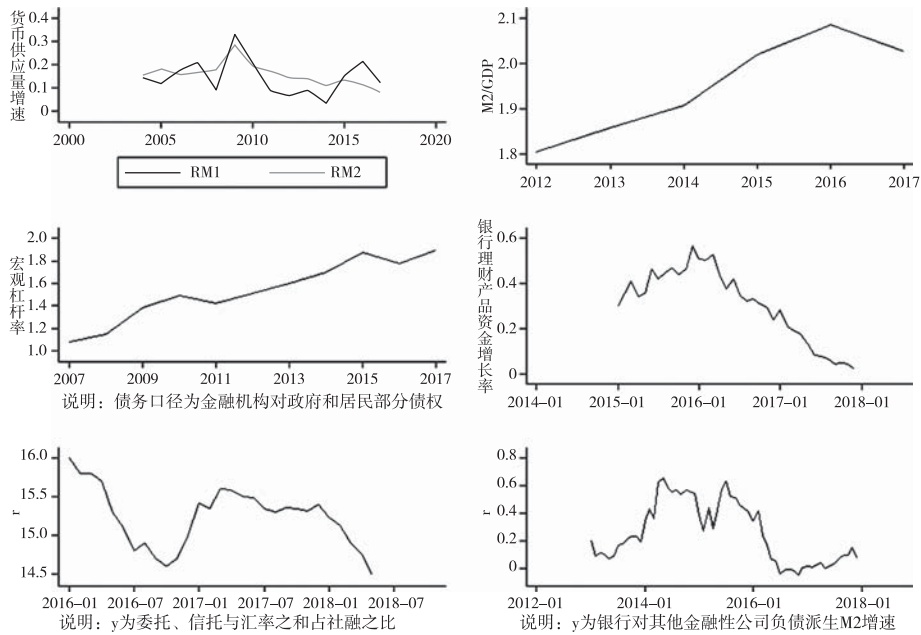 货币供应量增速
0.4
0.3
0.2
0.1
0
2000 2005 2010 2015 2020
RM1 RM2
M2/GDP
2.1
2.0
1.9
1.8
2012 2013 2014 2015 2016 2017
宏观杠杆率
2.0
1.8
1.6
1.4
1.2
1.0
2007 2009 2011 2013 2015 2017
说明：债务口径为金融机构对政府和居民部分债权
银行理财产品资金增长率
0.6
0.4
0.2
0
2014–01 2015–01 2016–01 2017–01 2018–01
r
16.0
15.5
15.0
14.5
2016–01 2016–07 2017–01 2017–07 2018–01
说明：y为委托、信托与汇率之和占社融之比
r
0.8
0.6
0.4
0.2
0
2012–01 2014–01 2016–01 2018–01
说明：y为银行对其他金融性公司负债派生M2增速